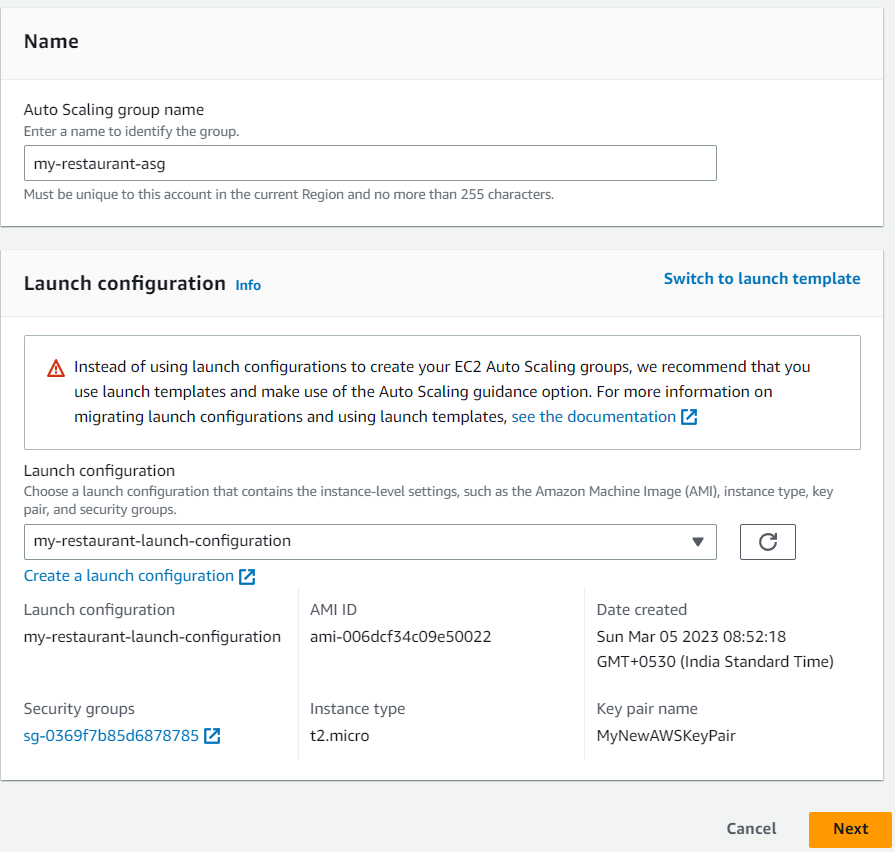 Name
Auto Scaling group name
Enter a name to identify the group.
my-restaurant-asg
Must be unique to this account in the current Region and no more than 255 characters.
Launch configuration Info
Switch to launch template
Instead of using launch configurations to create your EC2 Auto Scaling groups, we recommend that you
use launch templates and make use of the Auto Scaling guidance option. For more information on
migrating launch configurations and using launch templates, see the documentation
Launch configuration
Choose a launch configuration that contains the instance-level settings, such as the Amazon Machine Image (AMI), instance type, key
pair, and security groups.
my-restaurant-launch-configuration
Create a launch configuration
Launch configuration
my-restaurant-launch-configuration
AMI ID
ami-006dcf34c09e50022
Date created
Sun Mar 05 2023 08:52:18
GMT+0530 (India Standard Time)
Security groups
sg-0369f7b85d6878785
Instance type
t2.micro
Key pair name
MyNewAWSKeyPair
Cancel
Next